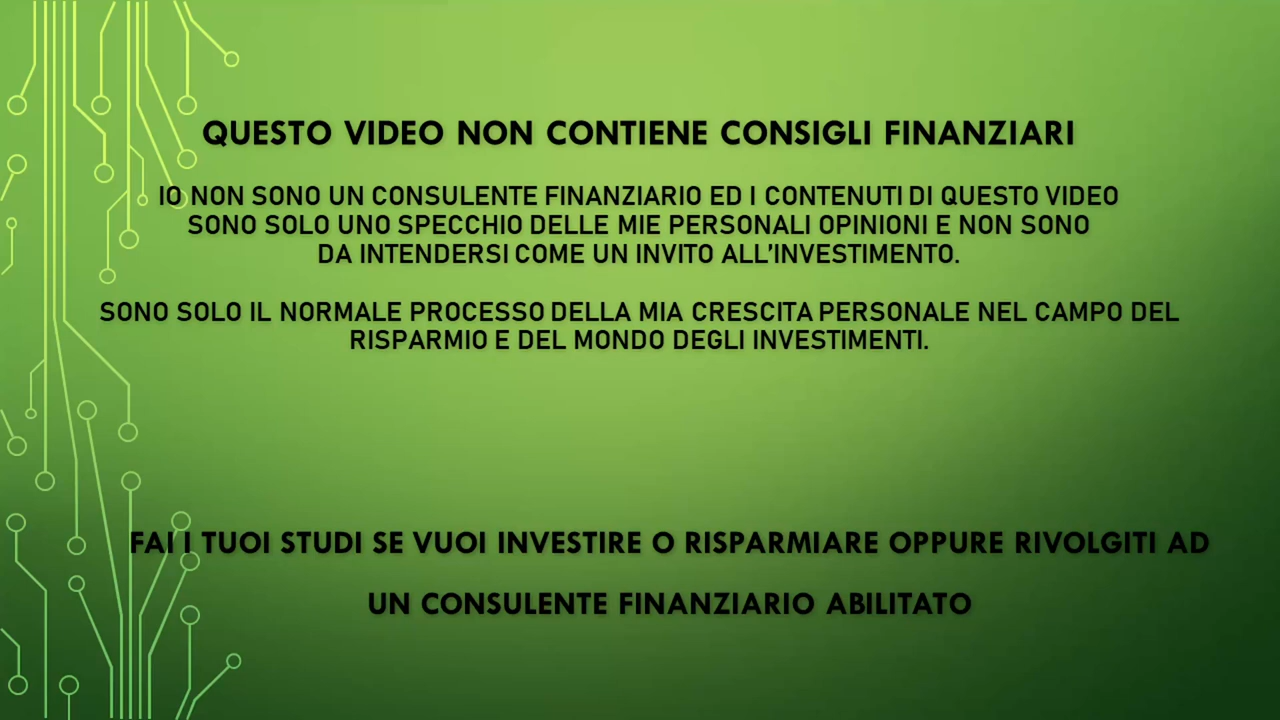 QUESTO VIDEO NON CONTIENE CONSIGLI FINANZIARI
IO NON SONO UN CONSULENTE FINANZIARIO ED I CONTENUTI DI QUESTO VIDEO
SONO SOLO UNO SPECCHIO DELLE MIE PERSONALI OPINIONI E NON SONO
DA INTENDERSI COME UN INVITO ALL'INVESTIMENTO.
SONO SOLO IL NORMALE PROCESSO DELLA MIA CRESCITA PERSONALE NEL CAMPO DEL
RISPARMIO E DEL MONDO DEGLI INVESTIMENTI.
FAI I TUOI STUDI SE VUOI INVESTIRE O RISPARMIARE OPPURE RIVOLGITI AD
UN CONSULENTE FINANZIARIO ABILITATO